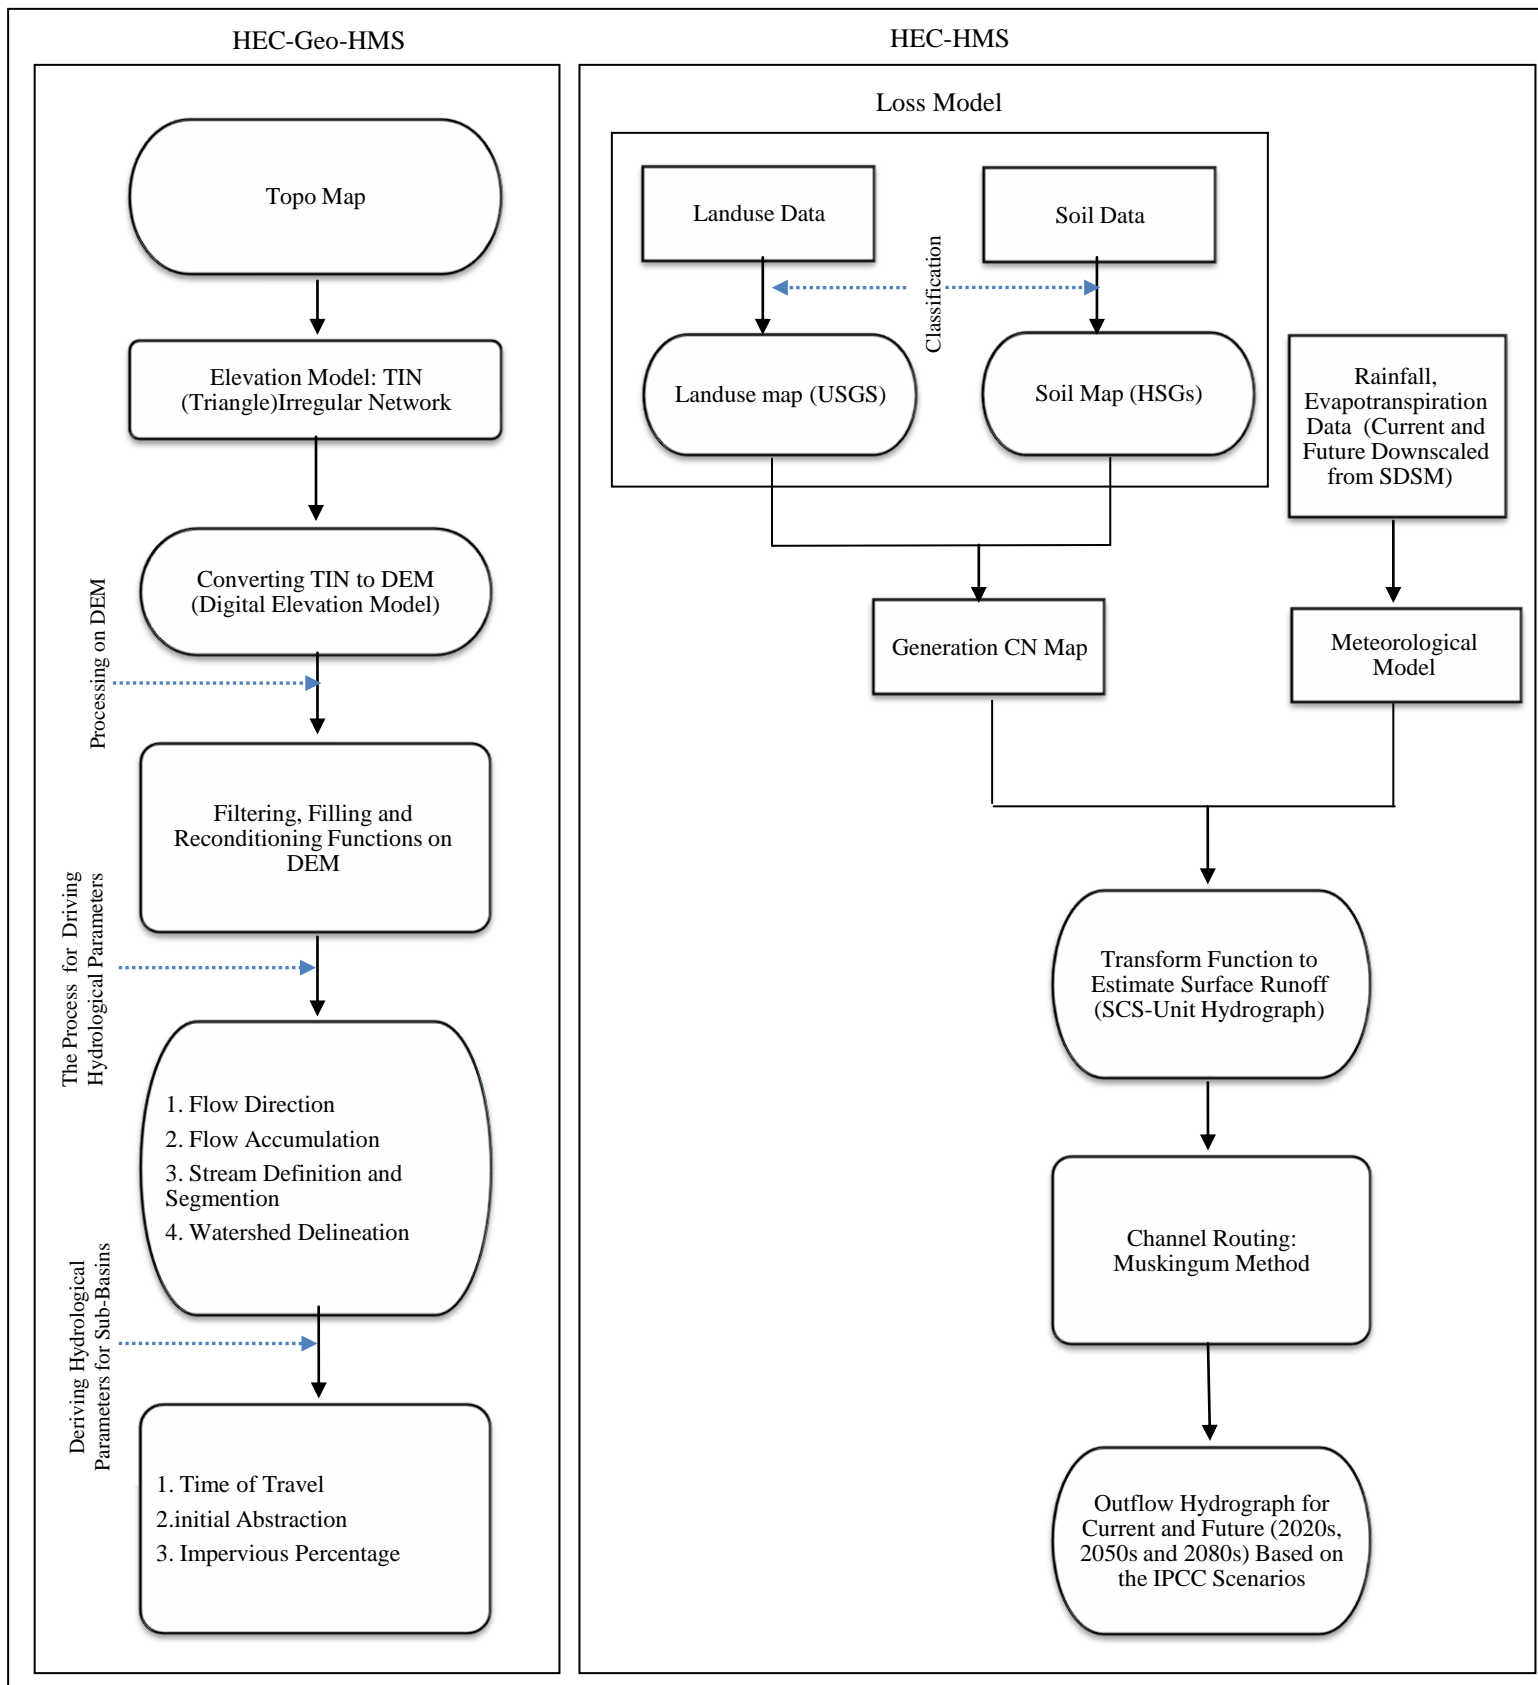 HEC-Geo-HMS
Topo Map
Elevation Model: TIN
(Triangle)Irregular Network
Converting TIN to DEM
(Digital Elevation Model)
Processing on DEM
Filtering, Filling and
Reconditioning Functions on
DEM
The Process for Driving
Hydrological Parameters
1. Flow Direction
2. Flow Accumulation
3. Stream Definition and
Segmention
4. Watershed Delineation
Deriving Hydrological
Parameters for Sub-Basins
1. Time of Travel
2.initial Abstraction
3. Impervious Percentage
HEC-HMS
Loss Model
Landuse Data
Soil Data
Classification
Landuse map (USGS)
Soil Map (HSGs)
Rainfall,
Evapotranspiration
Data (Current and
Future Downscaled
from SDSM)
Generation CN Map
Meteorological
Model
Transform Function to
Estimate Surface Runoff
(SCS-Unit Hydrograph)
Channel Routing:
Muskingum Method
Outflow Hydrograph for
Current and Future (2020s,
2050s and 2080s) Based on
the IPCC Scenarios